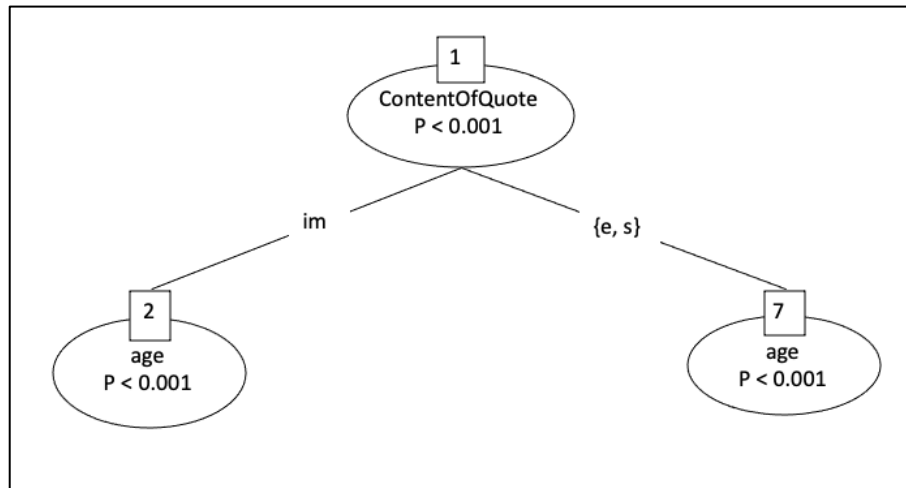 1
ContentOfQuote
P < 0.001
im
{e, s}
2
age
P < 0.001
7
age
P < 0.001